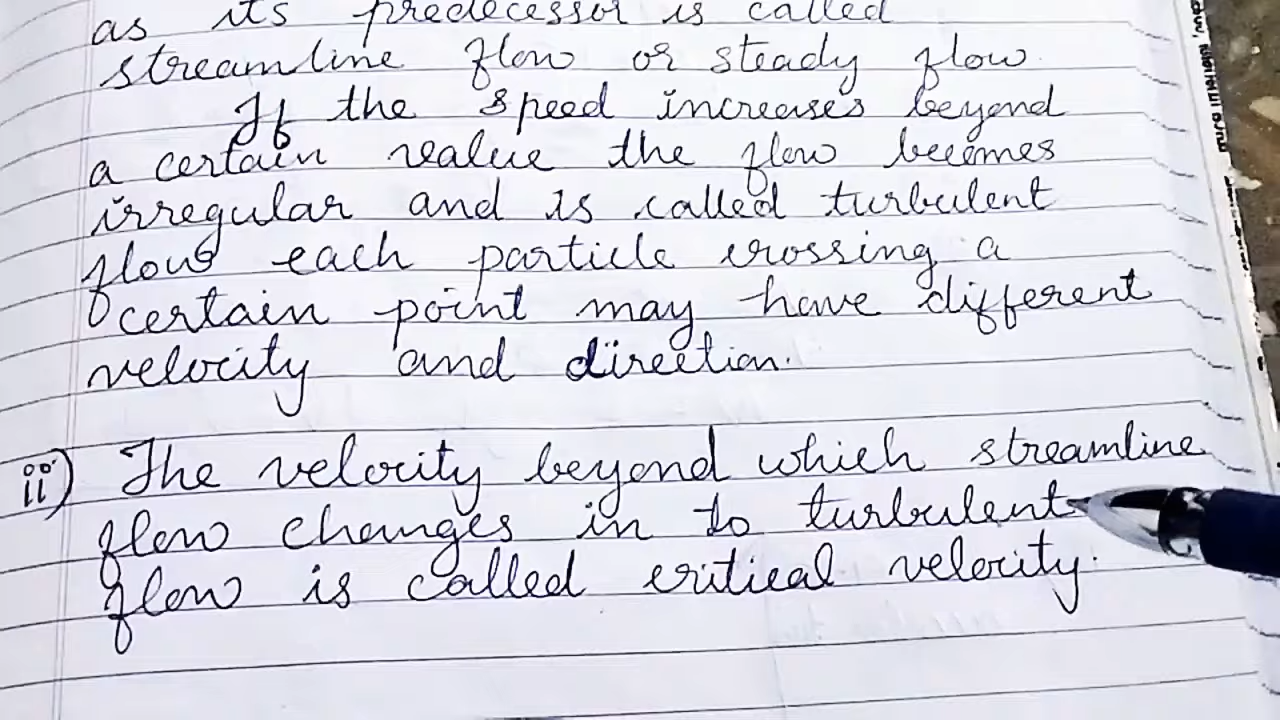 as its predecessor is called
streamline flow or steady flow.
If the speed increases beyond
a certain value the flow becomes
irregular and is called turbulent
flow each particle crossing a
certain point may have different
velocity and direction.
ii) The velocity beyond which streamline
flow changes in to turbulent
flow is called critical velocity.